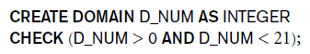 CREATE DOMAIN D_NUM AS INTEGER
CHECK (D_NUM > 0 AND D_NUM < 21);